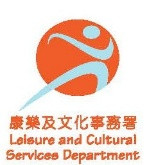 康樂及文化事務署
Leisure and Cultural
Services Department